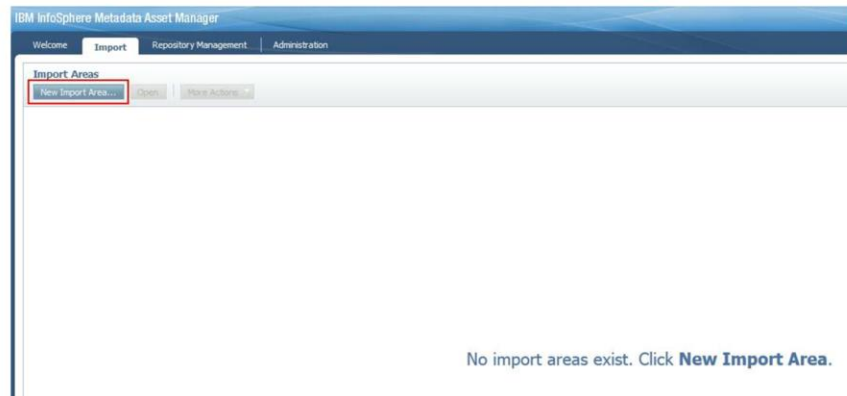 IBM InfoSphere Metadata Asset Manager
Welcome Import Repository Management Administration
Import Areas
New Import Area... Open More Actions
No import areas exist. Click New Import Area.